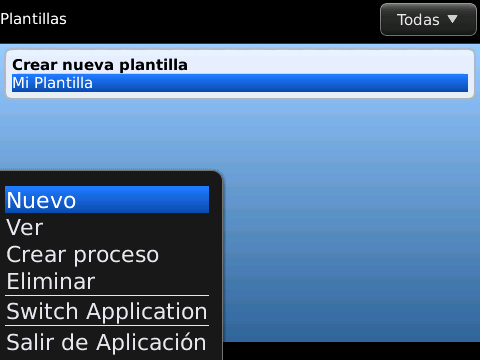 Plantillas
Todas
Crear nueva plantilla
Mi Plantilla
Nuevo
Ver
Crear proceso
Eliminar
Switch Application
Salir de Aplicación